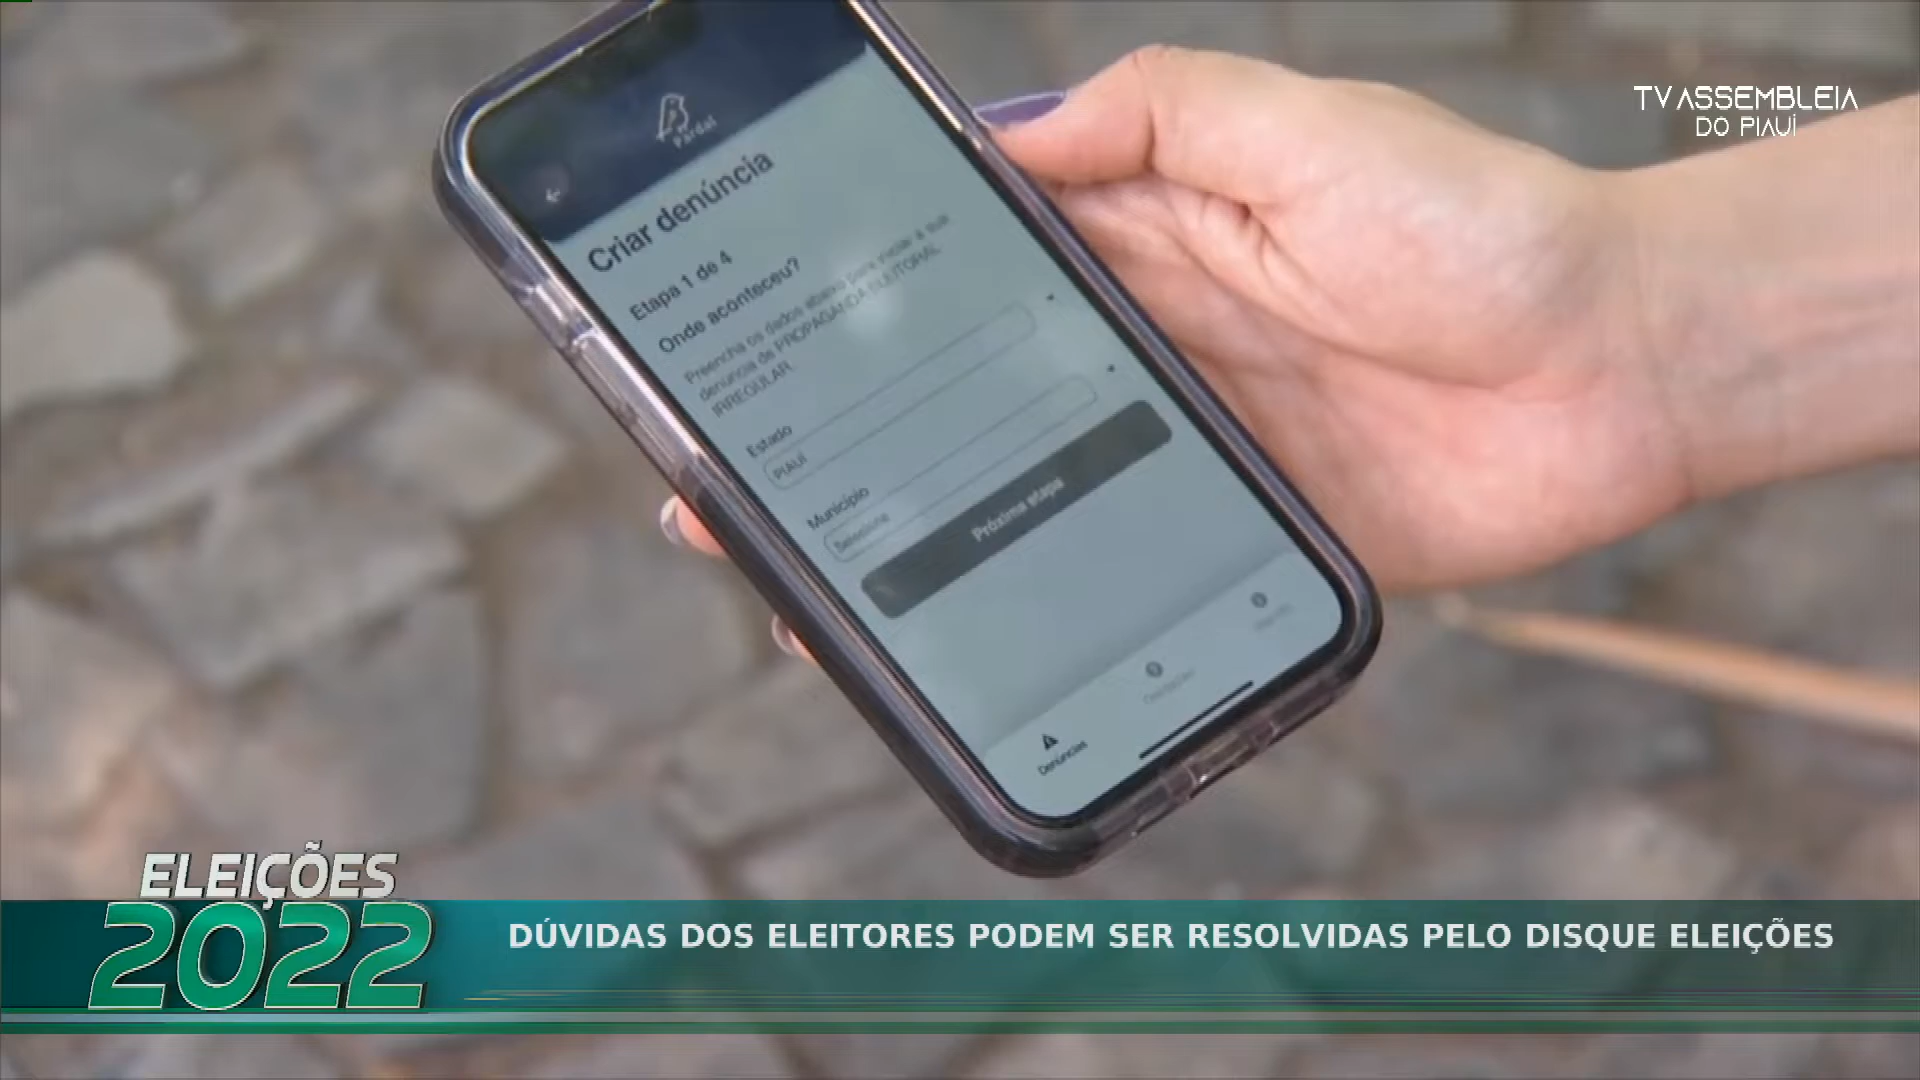 TV ASSEMBLEIA
DO PIAUÍ
Pardal
Criar denúncia
Etapa 1 de 4
Onde aconteceu?
Preencha os dados abaixo para iniciar a sua
denúncia de PROPAGANDA ELEITORAL
IRREGULAR.
Estado
PIAUÍ
Município
Selecione
Próxima etapa
Denúncias
ELEIÇÕES
2022
DÚVIDAS DOS ELEITORES PODEM SER RESOLVIDAS PELO DISQUE ELEIÇÕES